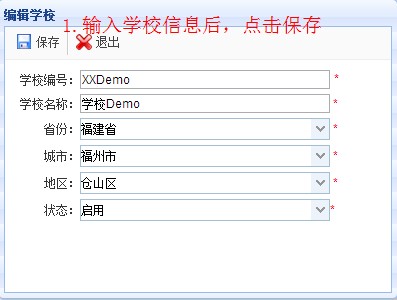 编辑学校
1. 输入学校信息后，点击保存
保存 退出
学校编号： XXDemo *
学校名称： 学校Demo *
省份： 福建省 *
城市： 福州市 *
地区： 仓山区 *
状态： 启用 *